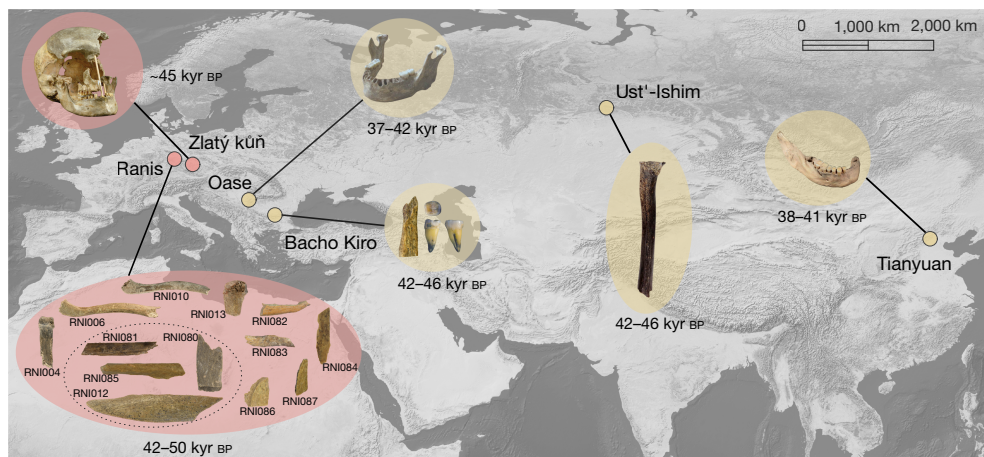 0 1,000 km 2,000 km
~45 kyr BP
Zlatý kůň
Ranis
Oase
Bacho Kiro
37–42 kyr BP
42–46 kyr BP
Ust'-Ishim
42–46 kyr BP
38–41 kyr BP
Tianyuan
RNI010
RNI006
RNI013
RNI082
RNI004
RNI081
RNI080
RNI083
RNI084
RNI085
RNI012
RNI086
RNI087
42–50 kyr BP